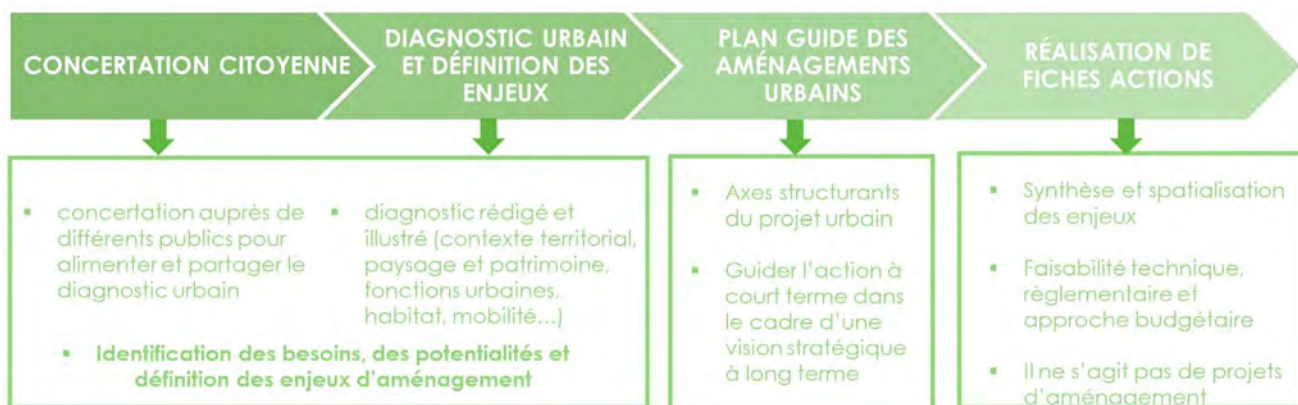 CONCERTATION CITOYENNE
DIAGNOSTIC URBAIN
ET DÉFINITION DES
ENJEUX
PLAN GUIDE DES
AMÉNAGEMENTS
URBAINS
RÉALISATION DE
FICHES ACTIONS
▪ concertation auprès de
différents publics pour
alimenter et partager le
diagnostic urbain
▪ diagnostic rédigé et
illustré (contexte territorial,
paysage et patrimoine,
fonctions urbaines,
habitat, mobilité…)
▪ Identification des besoins, des potentialités et
définition des enjeux d'aménagement
▪ Axes structurants
du projet urbain
▪ Guider l'action à
court terme dans
le cadre d'une
vision stratégique
à long terme
▪ Synthèse et spatialisation
des enjeux
▪ Faisabilité technique,
règlementaire et
approche budgétaire
▪ Il ne s'agit pas de projets
d'aménagement